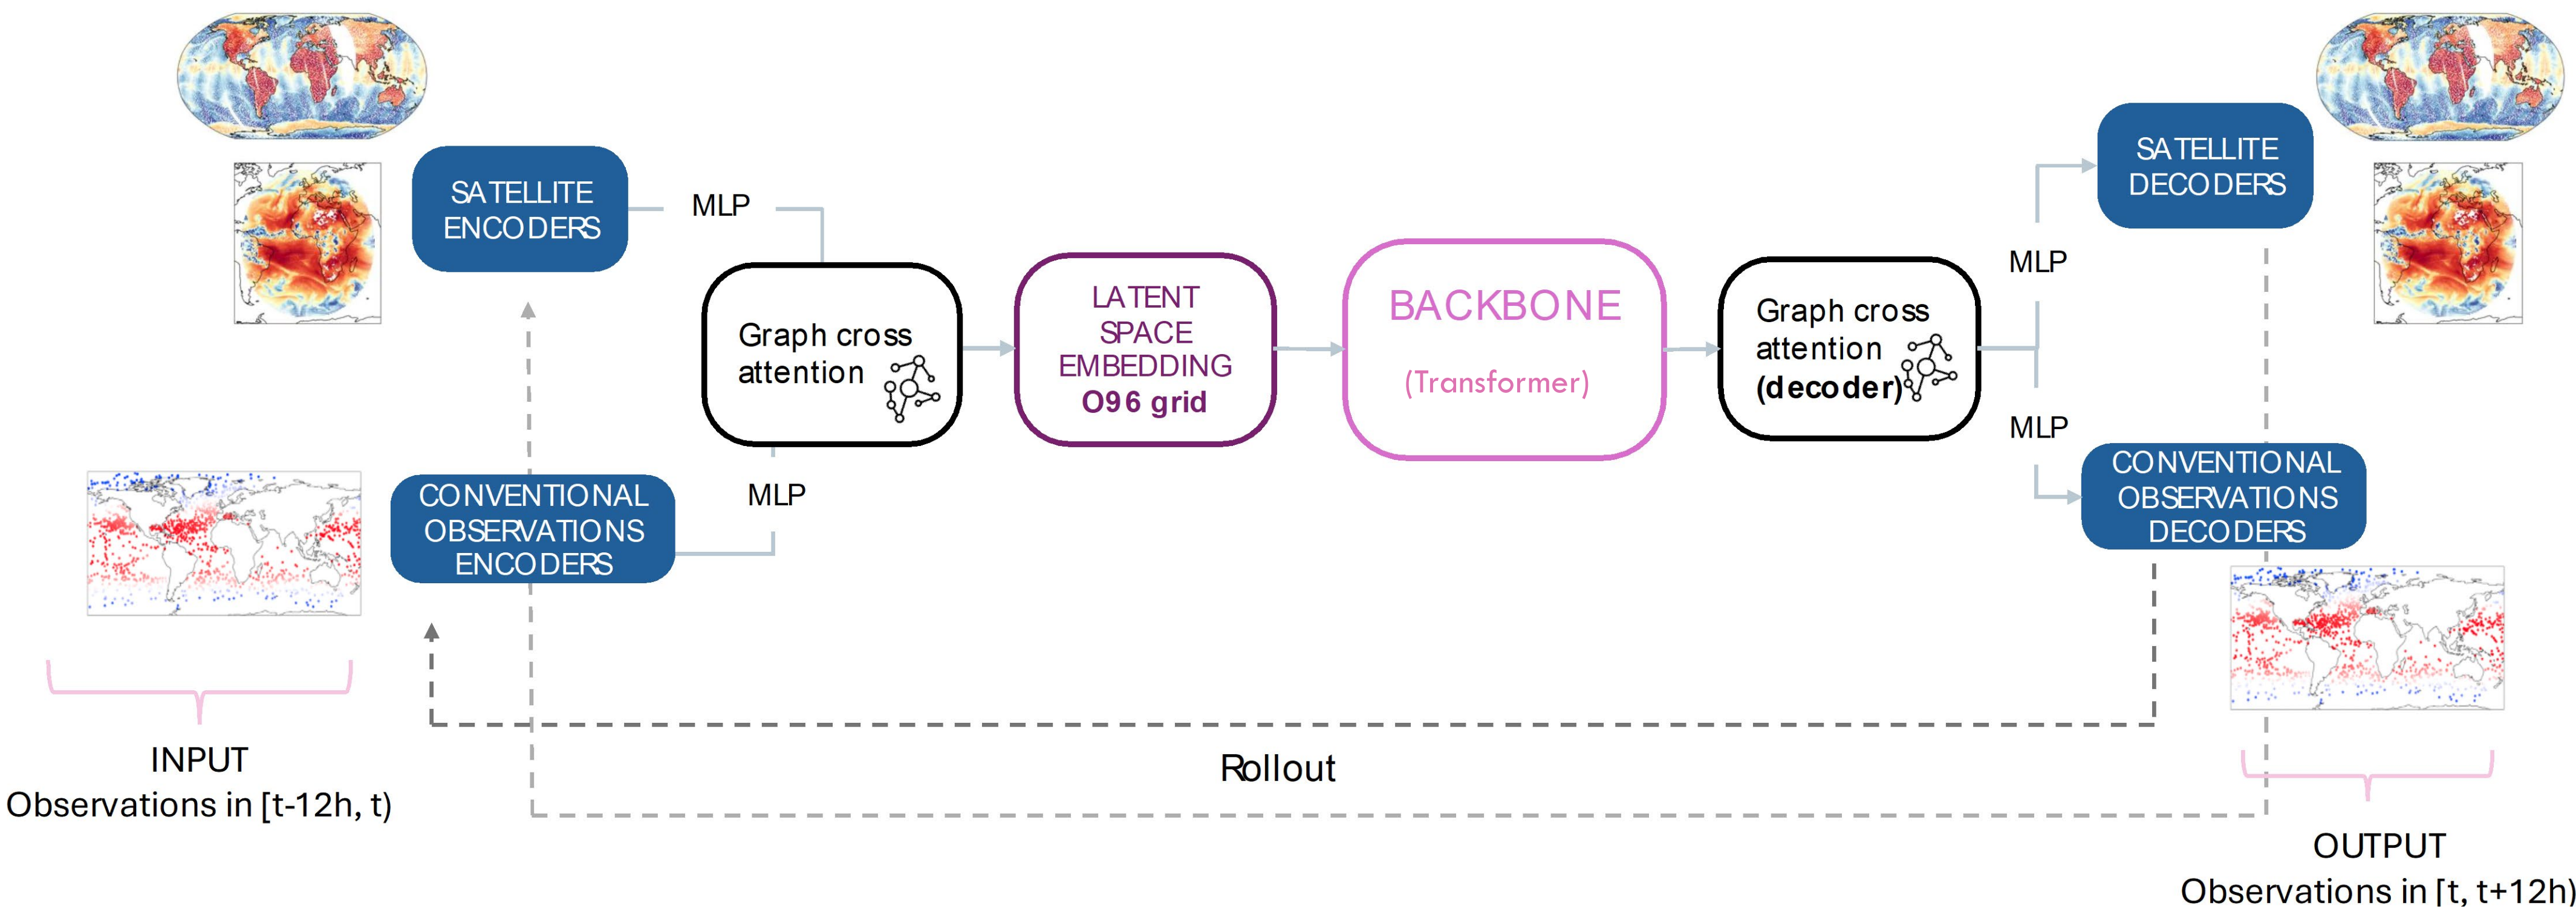 SATELLITE
ENCODERS
MLP
CONVENTIONAL
OBSERVATIONS
ENCODERS
MLP
INPUT
Observations in [t-12h, t)
Graph cross
attention
LATENT
SPACE
EMBEDDING
O96 grid
BACKBONE
(Transformer)
Graph cross
attention
(decoder)
MLP
MLP
SATELLITE
DECODERS
CONVENTIONAL
OBSERVATIONS
DECODERS
Rollout
OUTPUT
Observations in [t, t+12h)